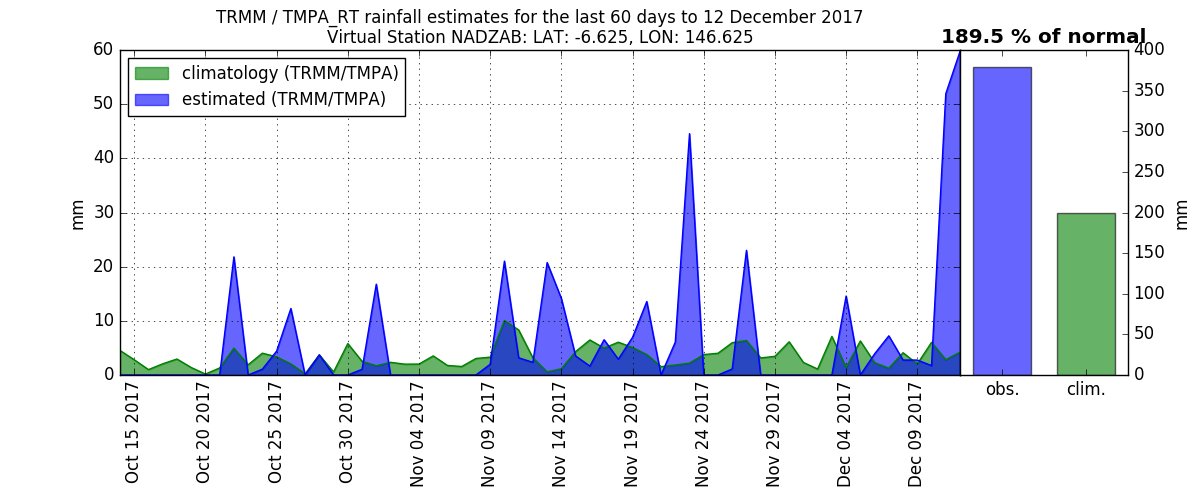 TRMM / TMPA_RT rainfall estimates for the last 60 days to 12 December 2017
Virtual Station NADZAB: LAT: -6.625, LON: 146.625
189.5 % of normal
climatology (TRMM/TMPA)
estimated (TRMM/TMPA)
60
50
40
30
20
10
0
mm
Oct 15 2017
Oct 20 2017
Oct 25 2017
Oct 30 2017
Nov 04 2017
Nov 09 2017
Nov 14 2017
Nov 19 2017
Nov 24 2017
Nov 29 2017
Dec 04 2017
Dec 09 2017
obs.
clim.
400
350
300
250
200
150
100
50
0
mm